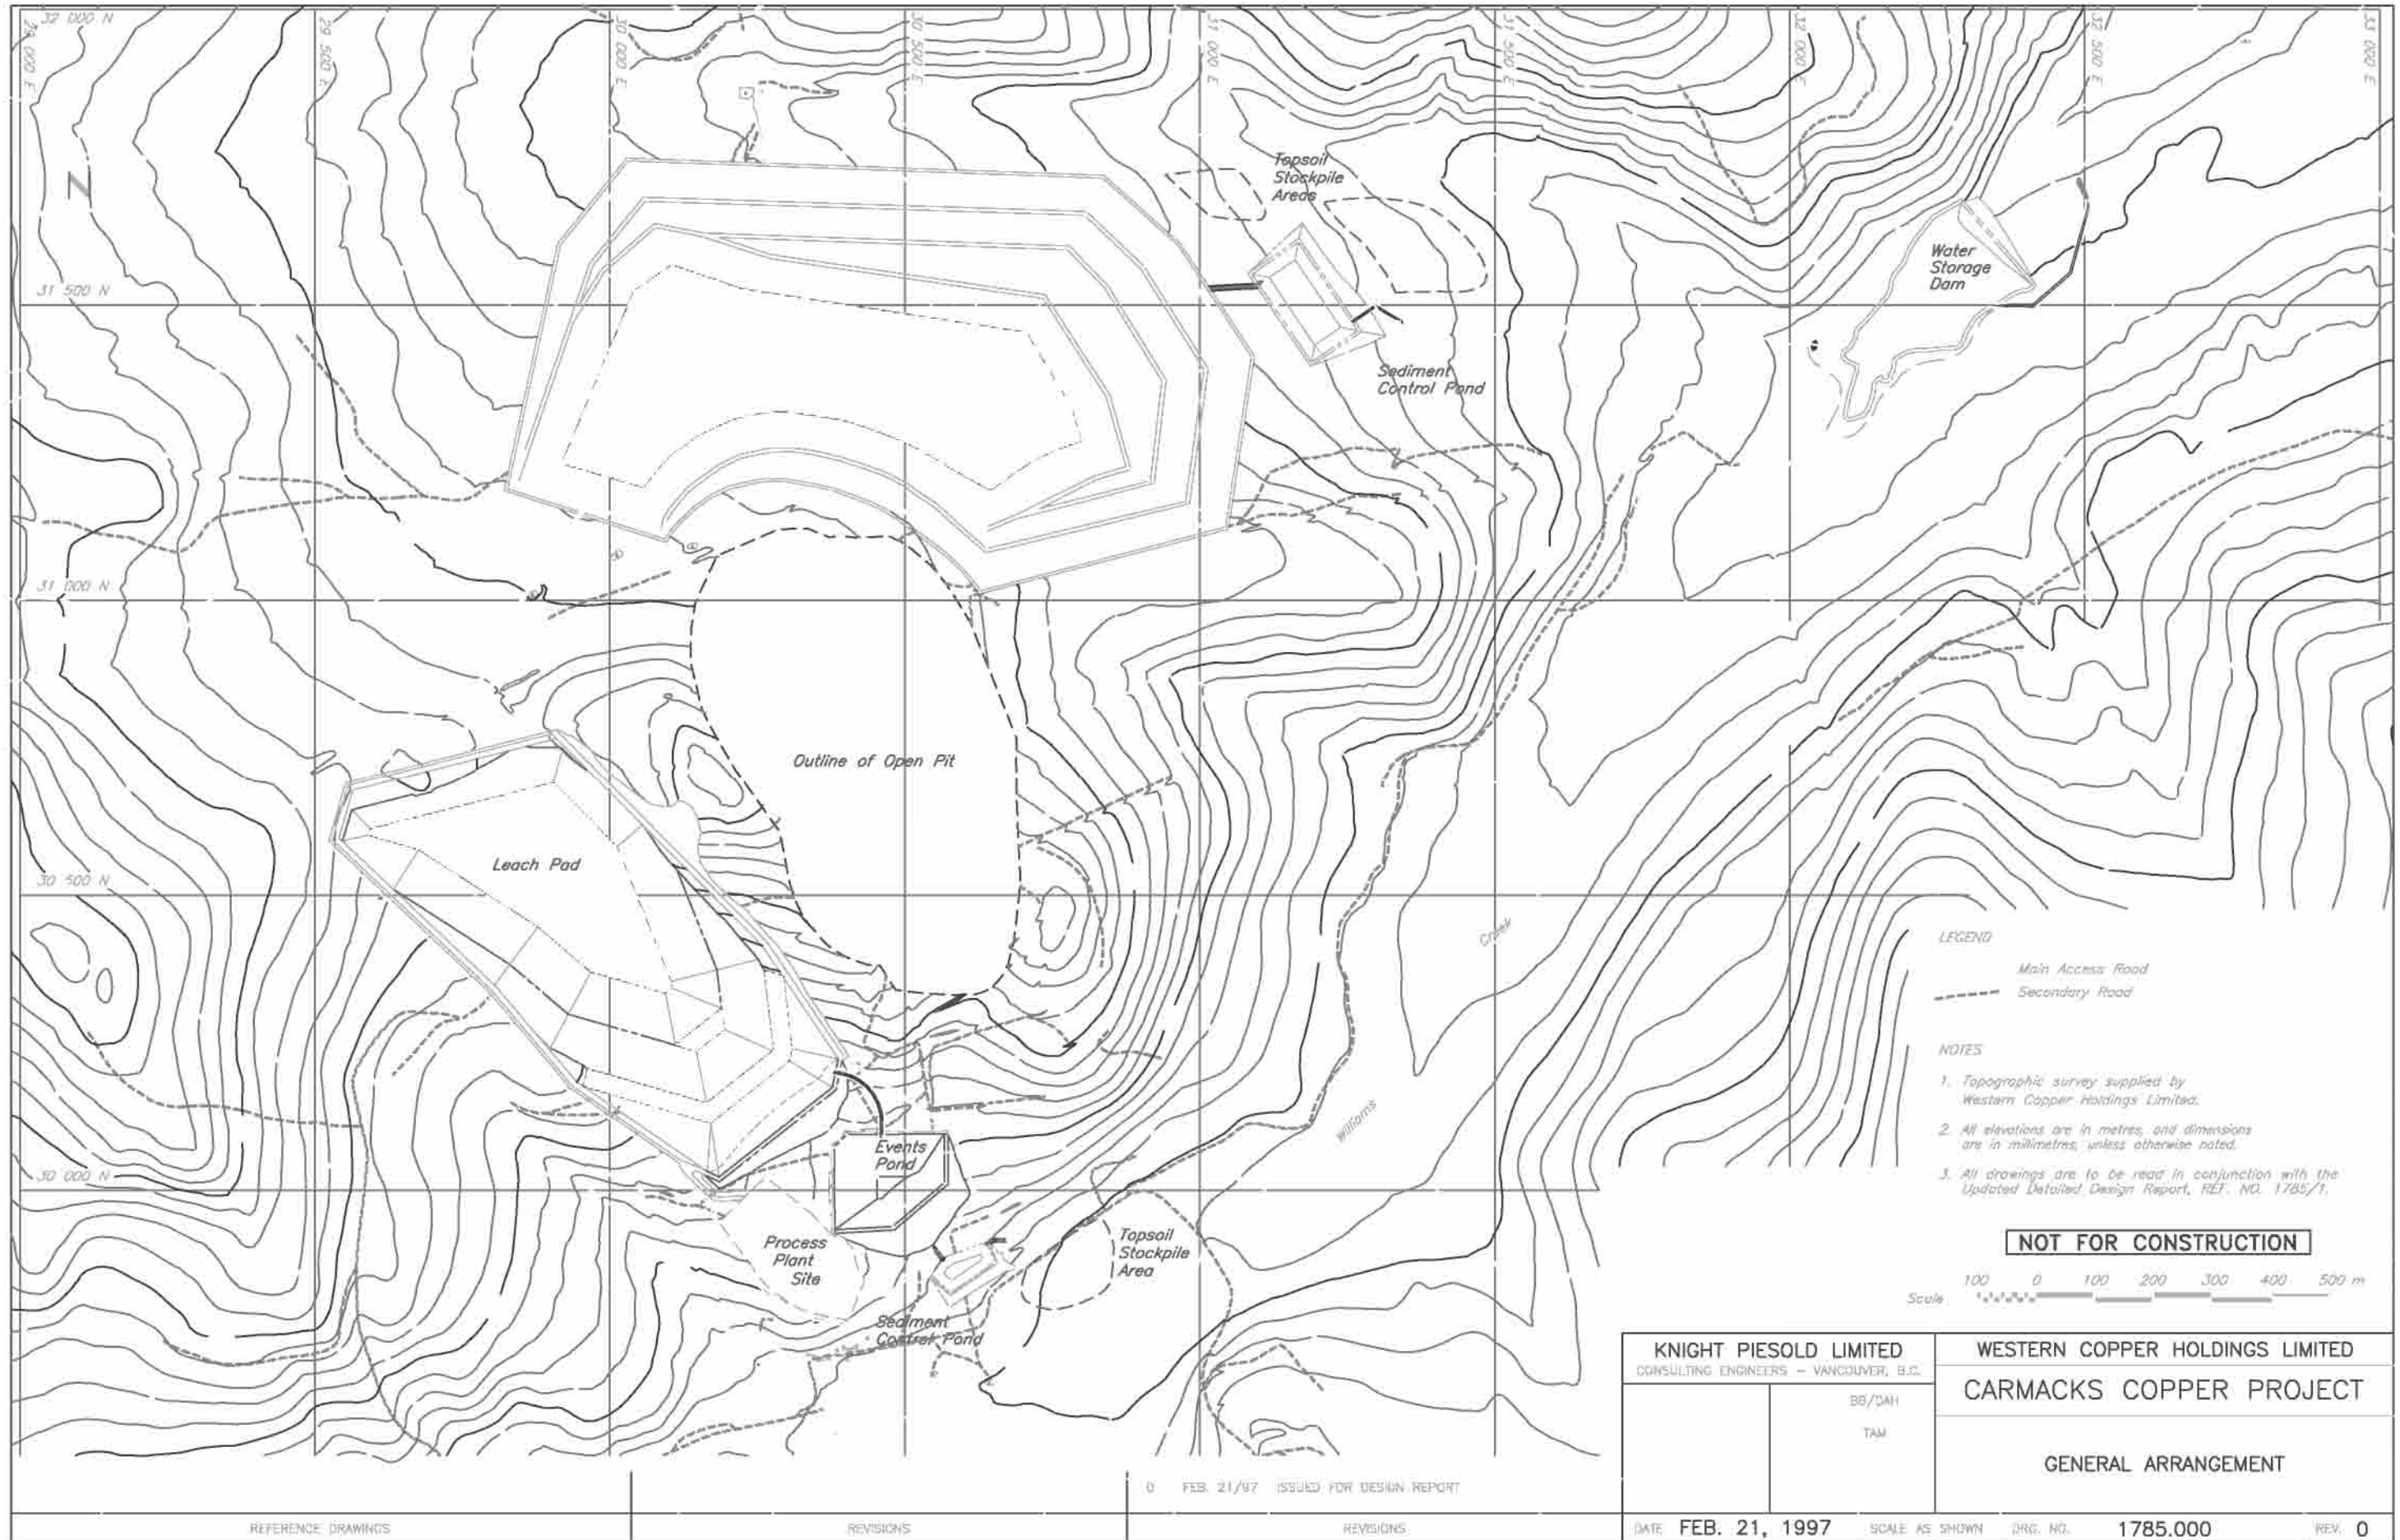 32 000 N
29 000 E
29 500 E
30 000 E
30 500 E
31 000 E
31 500 E
32 000 E
32 500 E
33 000 E
N
Topsoil
Stockpile
Areas
Water
Storage
Dam
31 500 N
Sediment
Control Pond
31 000 N
Outline of Open Pit
Leach Pad
30 500 N
Creek
Williams
LEGEND
Main Access Road
Secondary Road
NOTES
1. Topographic survey supplied by
Western Copper Holdings Limited.
2. All elevations are in metres, and dimensions
are in millimetres, unless otherwise noted.
3. All drawings are to be read in conjunction with the
Updated Detailed Design Report, REF. NO. 1785/1.
Events
Pond
30 000 N
Process
Plant
Site
Topsoil
Stockpile
Area
Sediment
Control Pond
NOT FOR CONSTRUCTION
100 0 100 200 300 400 500 m
Scale
KNIGHT PIESOLD LIMITED
CONSULTING ENGINEERS - VANCOUVER, B.C.
BB/DAH
TAM
WESTERN COPPER HOLDINGS LIMITED
CARMACKS COPPER PROJECT
GENERAL ARRANGEMENT
0 FEB. 21/97 ISSUED FOR DESIGN REPORT
REFERENCE DRAWINGS
REVISIONS
REVISIONS
DATE FEB. 21, 1997 SCALE AS SHOWN DRG. NO. 1785.000 REV. 0